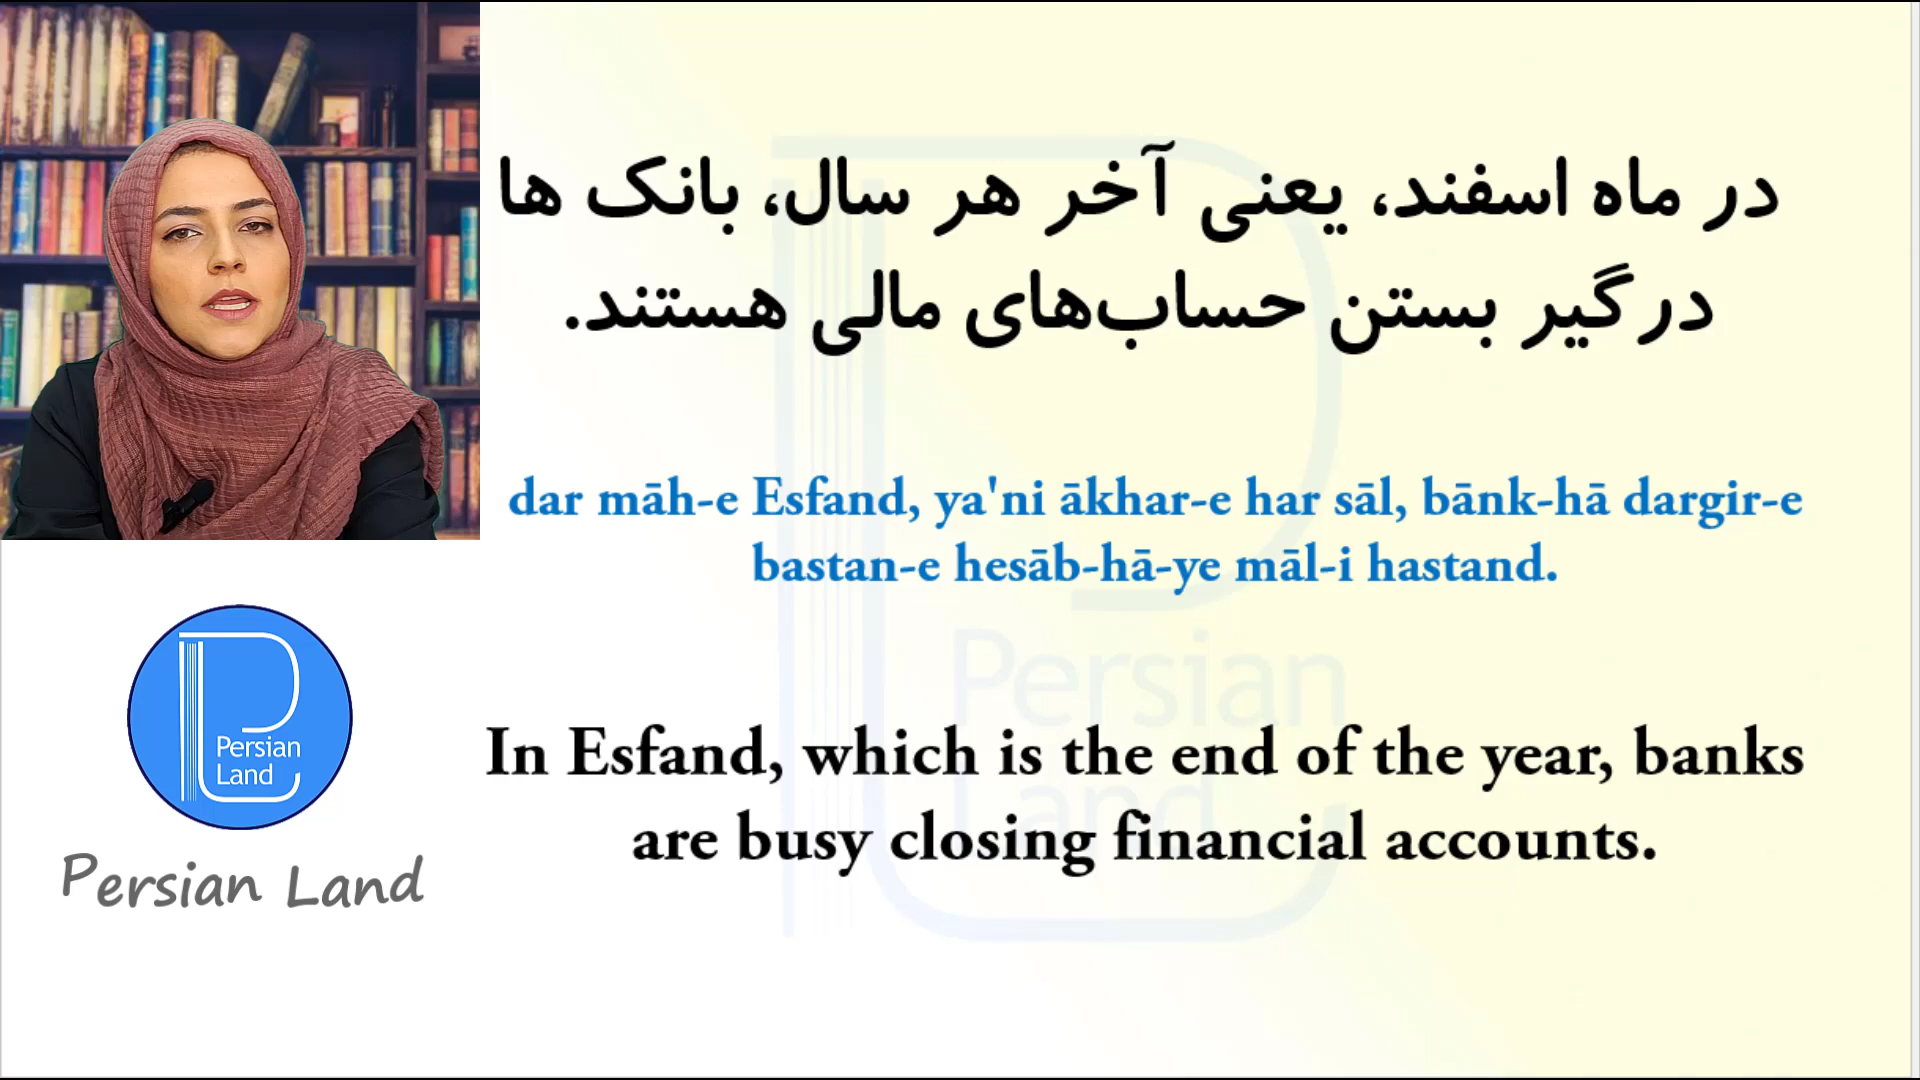 در ماه اسفند، یعنی آخر هر سال، بانک ها
درگیر بستن حساب‌های مالی هستند.
dar māh-e Esfand, ya'ni ākhar-e har sāl, bānk-hā dargir-e
bastan-e hesāb-hā-ye māl-i hastand.
In Esfand, which is the end of the year, banks
are busy closing financial accounts.
Persian
Land
Persian Land
Persian
Land